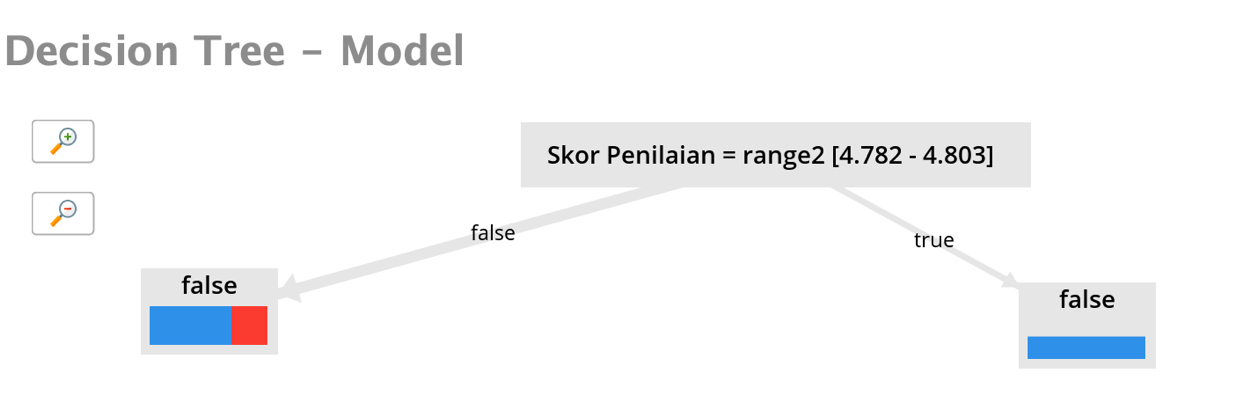 Decision Tree – Model
Skor Penilaian = range2 [4.782 - 4.803]
false
true
false
false